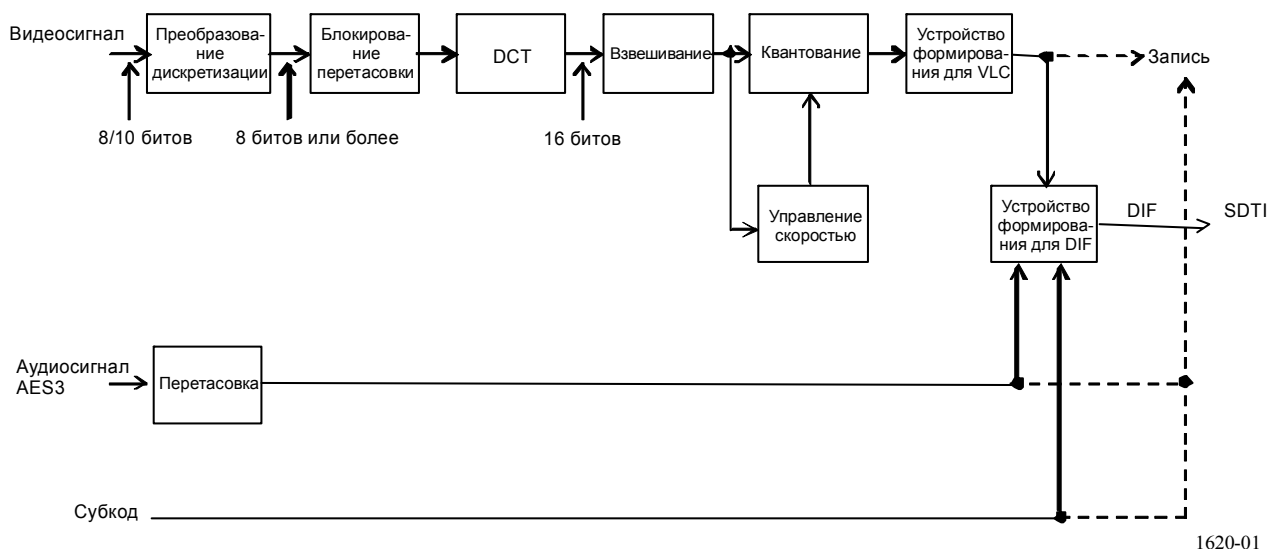 Видеосигнал
Преобразова-
ние
дискретизации
Блокирова-
ние
перетасовки
DCT
Взвешивание
Квантование
Устройство
формирова-
ния для VLC
Запись
8/10 битов
8 битов или более
16 битов
Управление
скоростью
Устройство
формирова-
ния для DIF
DIF
SDTI
Аудиосигнал
AES3
Перетасовка
Субкод
1620-01